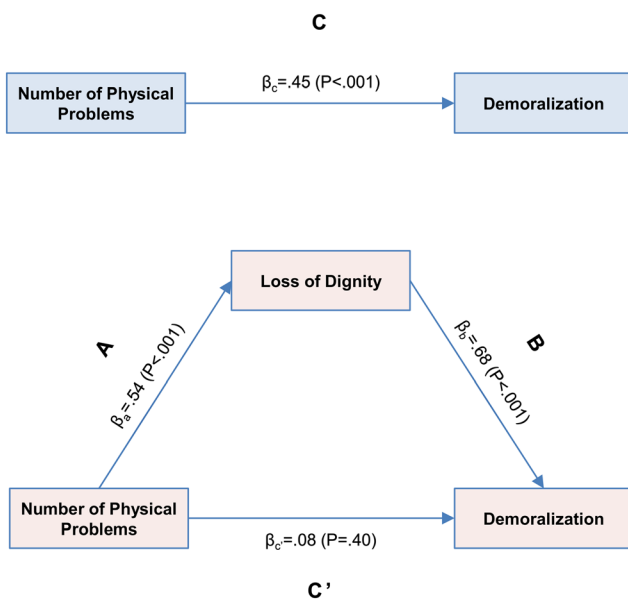 C
Number of Physical
Problems
βc=.45 (P<.001)
Demoralization
Loss of Dignity
A
βa=.54 (P<.001)
βb=.68 (P<.001)
B
Number of Physical
Problems
βc'=.08 (P=.40)
Demoralization
C'